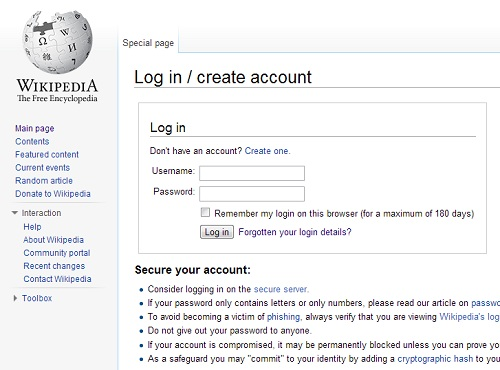 WIKIPEDIA
The Free Encyclopedia
Main page
Contents
Featured content
Current events
Random article
Donate to Wikipedia
Interaction
Help
About Wikipedia
Community portal
Recent changes
Contact Wikipedia
Toolbox
Special page
Log in / create account
Log in
Don't have an account? Create one.
Username:
Password:
Remember my login on this browser (for a maximum of 180 days)
Log in Forgotten your login details?
Secure your account:
Consider logging in on the secure server.
If your password only contains letters or only numbers, please read our article on passwo
To avoid becoming a victim of phishing, always verify that you are viewing Wikipedia's log
Do not give out your password to anyone.
If your account is compromised, it may be permanently blocked unless you can prove yo
As a safeguard you may "commit" to your identity by adding a cryptographic hash to yo